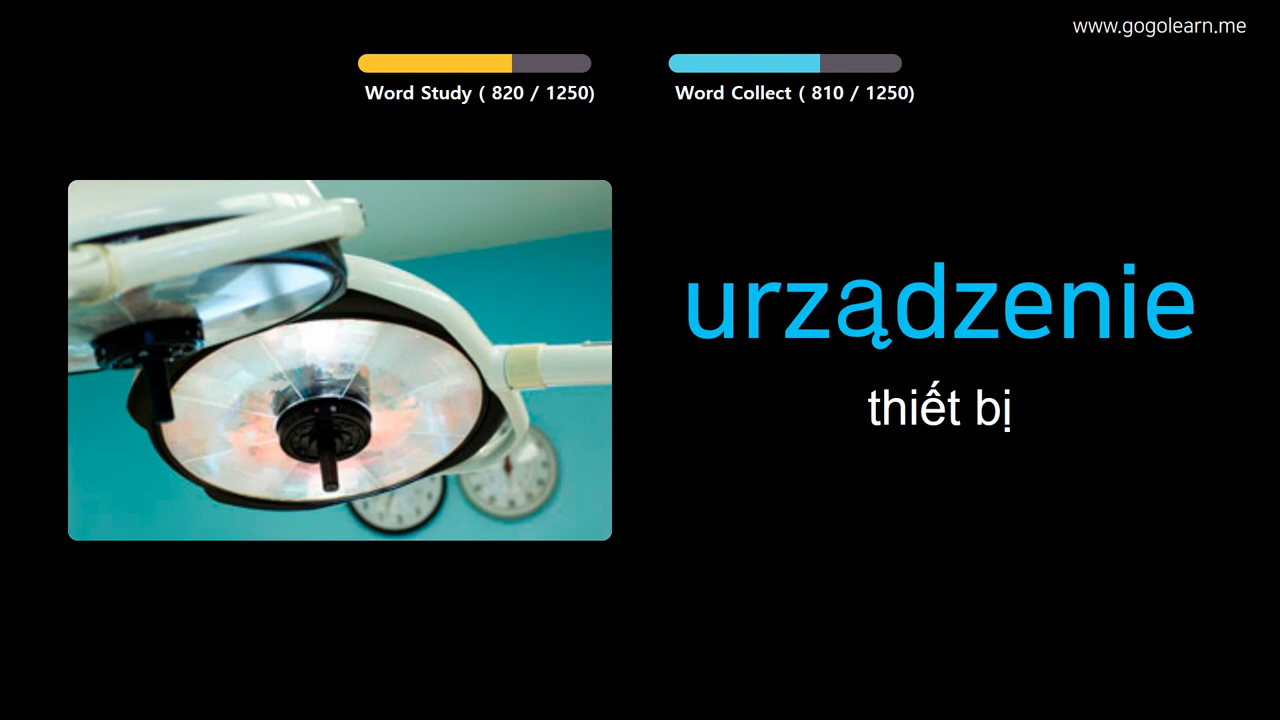 www.gogolearn.me
Word Study ( 820 / 1250)
Word Collect ( 810 / 1250)
urządzenie
thiết bị